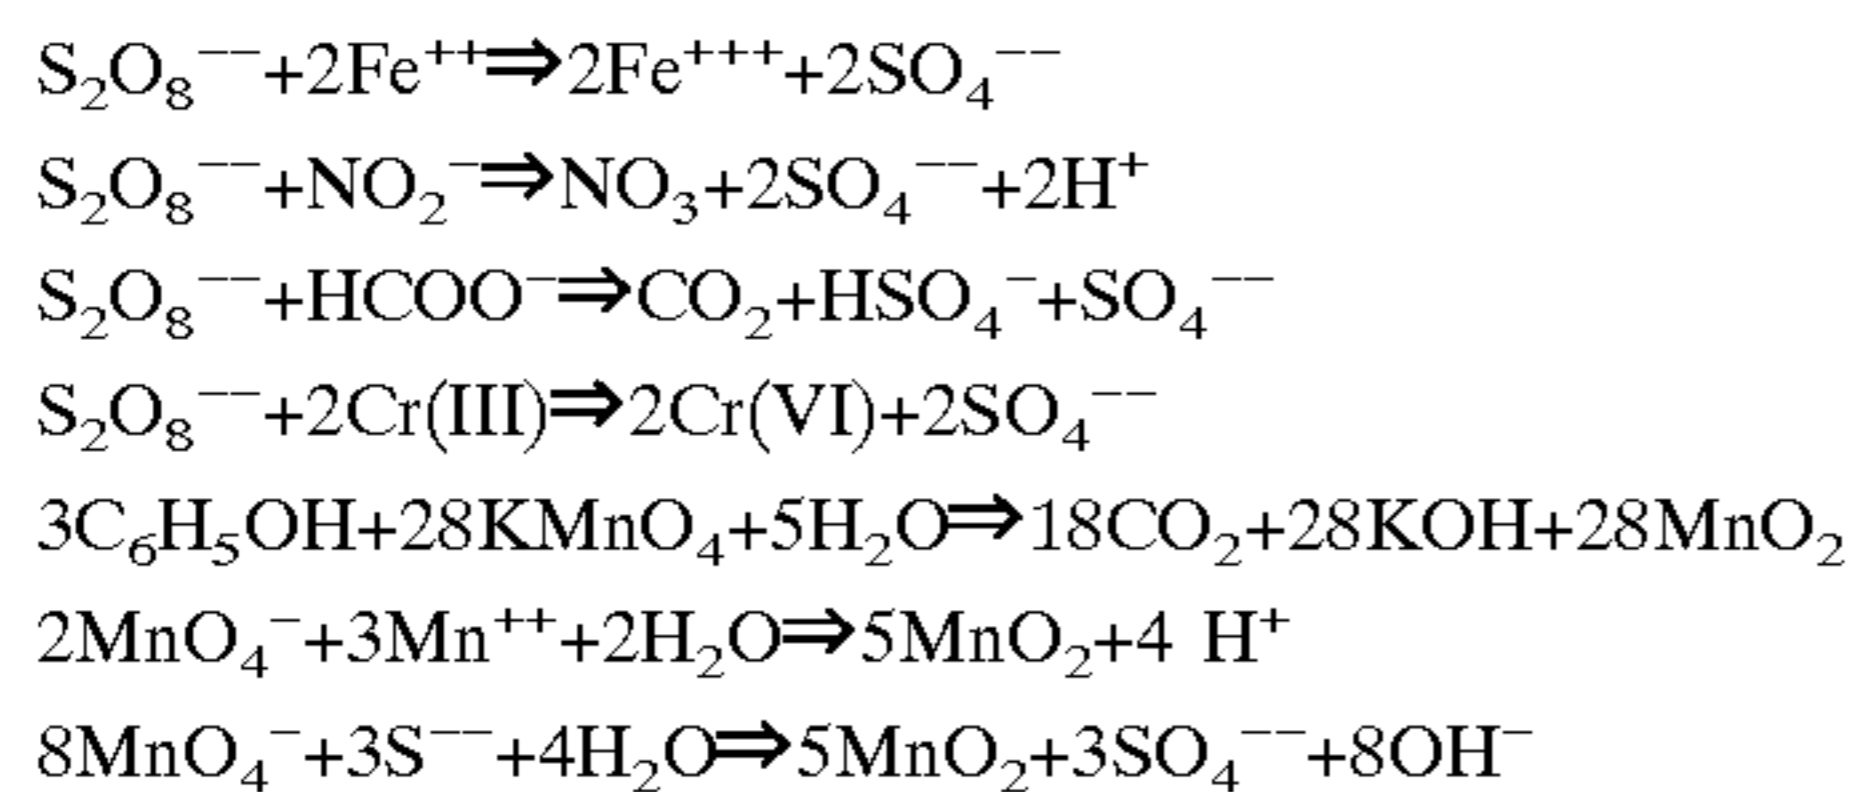 S₂O₈⁻⁻+2Fe⁺⁺⇒2Fe⁺⁺⁺+2SO₄⁻⁻
S₂O₈⁻⁻+NO₂⁻⇒NO₃+2SO₄⁻⁻+2H⁺
S₂O₈⁻⁻+HCOO⁻⇒CO₂+HSO₄⁻+SO₄⁻⁻
S₂O₈⁻⁻+2Cr(III)⇒2Cr(VI)+2SO₄⁻⁻
3C₆H₅OH+28KMnO₄+5H₂O⇒18CO₂+28KOH+28MnO₂
2MnO₄⁻+3Mn⁺⁺+2H₂O⇒5MnO₂+4 H⁺
8MnO₄⁻+3S⁻⁻+4H₂O⇒5MnO₂+3SO₄⁻⁻+8OH⁻